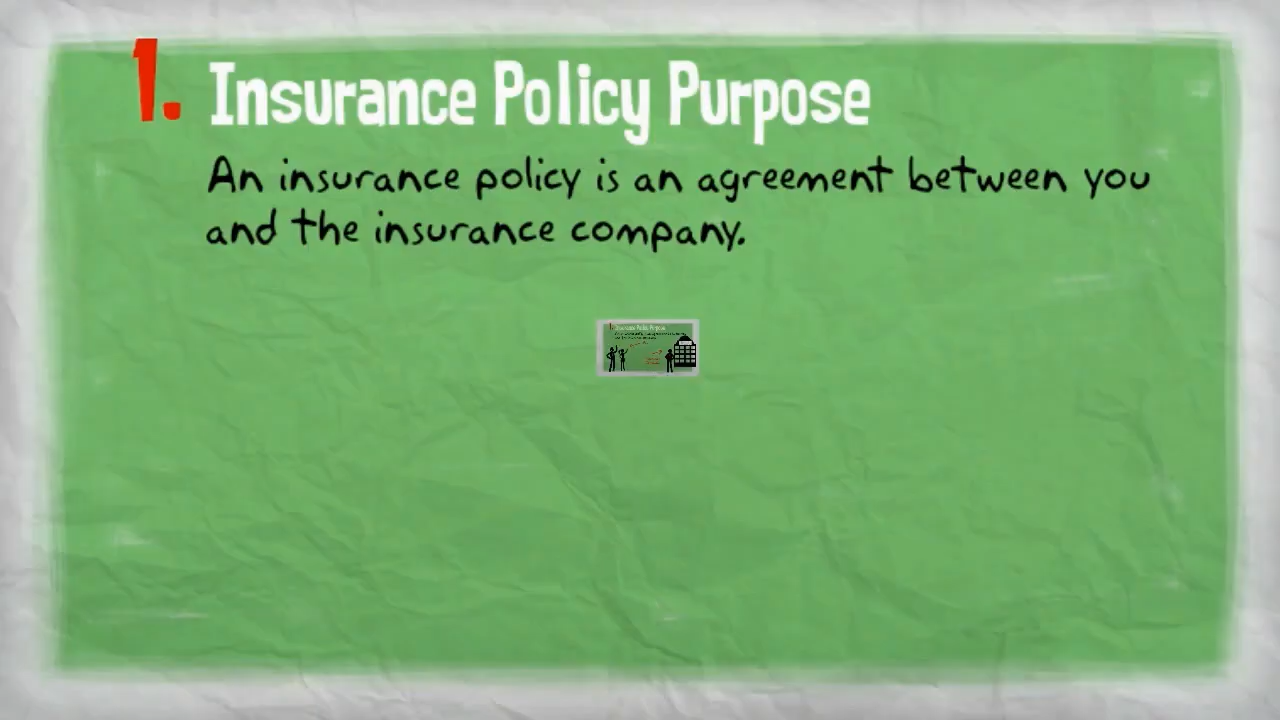 1. Insurance Policy Purpose
An insurance policy is an agreement between you
and the insurance company.